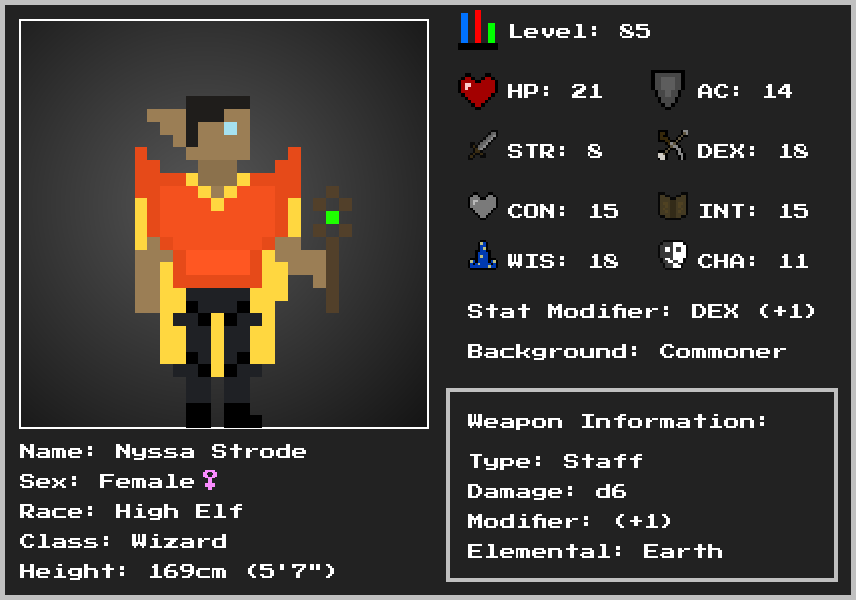 Level: 85
HP: 21 AC: 14
STR: 8 DEX: 18
CON: 15 INT: 15
WIS: 18 CHA: 11
Stat Modifier: DEX (+1)
Background: Commoner
Weapon Information:
Type: Staff
Damage: d6
Modifier: (+1)
Elemental: Earth
Name: Nyssa Strode
Sex: Female♀
Race: High Elf
Class: Wizard
Height: 169cm (5'7")